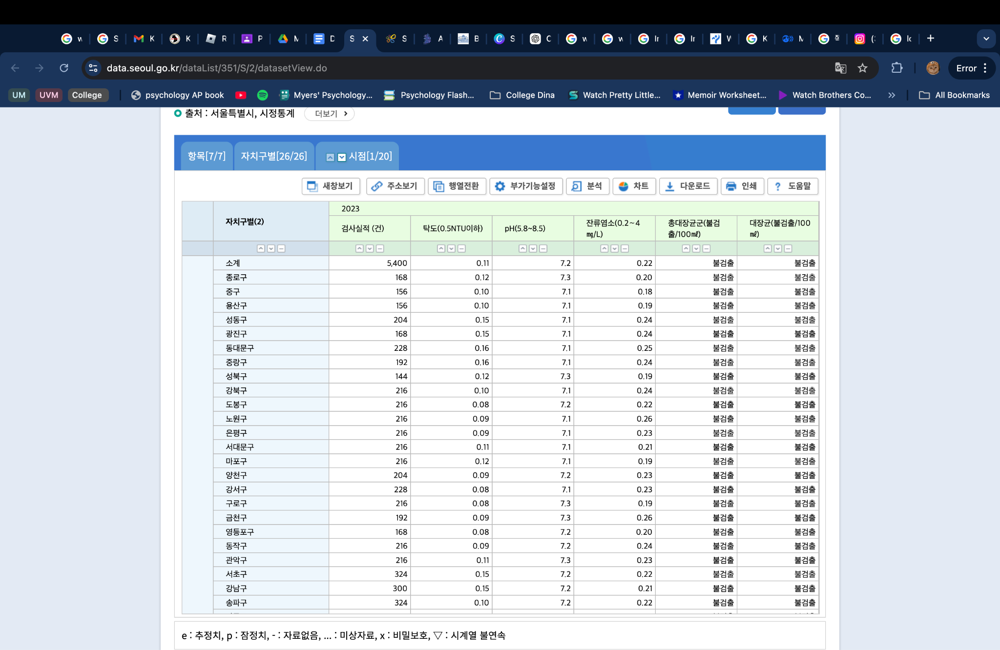 w S K K R P M D S S A B S C w w Ir Ir W K M S (: Ic
data.seoul.go.kr/dataList/351/S/2/datasetView.do Error
UM UVM College psychology AP book Myers' Psychology... Psychology Flash... College Dina Watch Pretty Little... Memoir Worksheet... Watch Brothers Co... » All Bookmarks
출처 : 서울특별시, 시정통계 더보기
항목[7/7] 자치구별[26/26] 시점[1/20]
새창보기 주소보기 행열전환 부가기능설정 분석 차트 다운로드 인쇄 도움말
자치구별(2) 2023
검사실적 (건) 탁도(0.5NTU이하) pH(5.8~8.5) 잔류염소(0.2~4㎎/L) 총대장균군(불검출/100㎖) 대장균(불검출/100㎖)
소계 5,400 0.11 7.2 0.22 불검출 불검출
종로구 168 0.12 7.3 0.20 불검출 불검출
중구 156 0.10 7.1 0.18 불검출 불검출
용산구 156 0.10 7.1 0.19 불검출 불검출
성동구 204 0.15 7.1 0.24 불검출 불검출
광진구 168 0.15 7.1 0.24 불검출 불검출
동대문구 228 0.16 7.1 0.25 불검출 불검출
중랑구 192 0.16 7.1 0.24 불검출 불검출
성북구 144 0.12 7.3 0.19 불검출 불검출
강북구 216 0.10 7.1 0.24 불검출 불검출
도봉구 216 0.08 7.2 0.22 불검출 불검출
노원구 216 0.09 7.1 0.26 불검출 불검출
은평구 216 0.09 7.1 0.23 불검출 불검출
서대문구 216 0.11 7.1 0.21 불검출 불검출
마포구 216 0.12 7.1 0.19 불검출 불검출
양천구 204 0.09 7.2 0.23 불검출 불검출
강서구 228 0.08 7.1 0.23 불검출 불검출
구로구 216 0.08 7.3 0.19 불검출 불검출
금천구 192 0.09 7.3 0.26 불검출 불검출
영등포구 168 0.08 7.2 0.20 불검출 불검출
동작구 216 0.09 7.2 0.24 불검출 불검출
관악구 216 0.11 7.3 0.23 불검출 불검출
서초구 324 0.15 7.2 0.22 불검출 불검출
강남구 300 0.15 7.2 0.21 불검출 불검출
송파구 324 0.10 7.2 0.22 불검출 불검출
e : 추정치, p : 잠정치, - : 자료없음, ... : 미상자료, x : 비밀보호, ▽ : 시계열 불연속